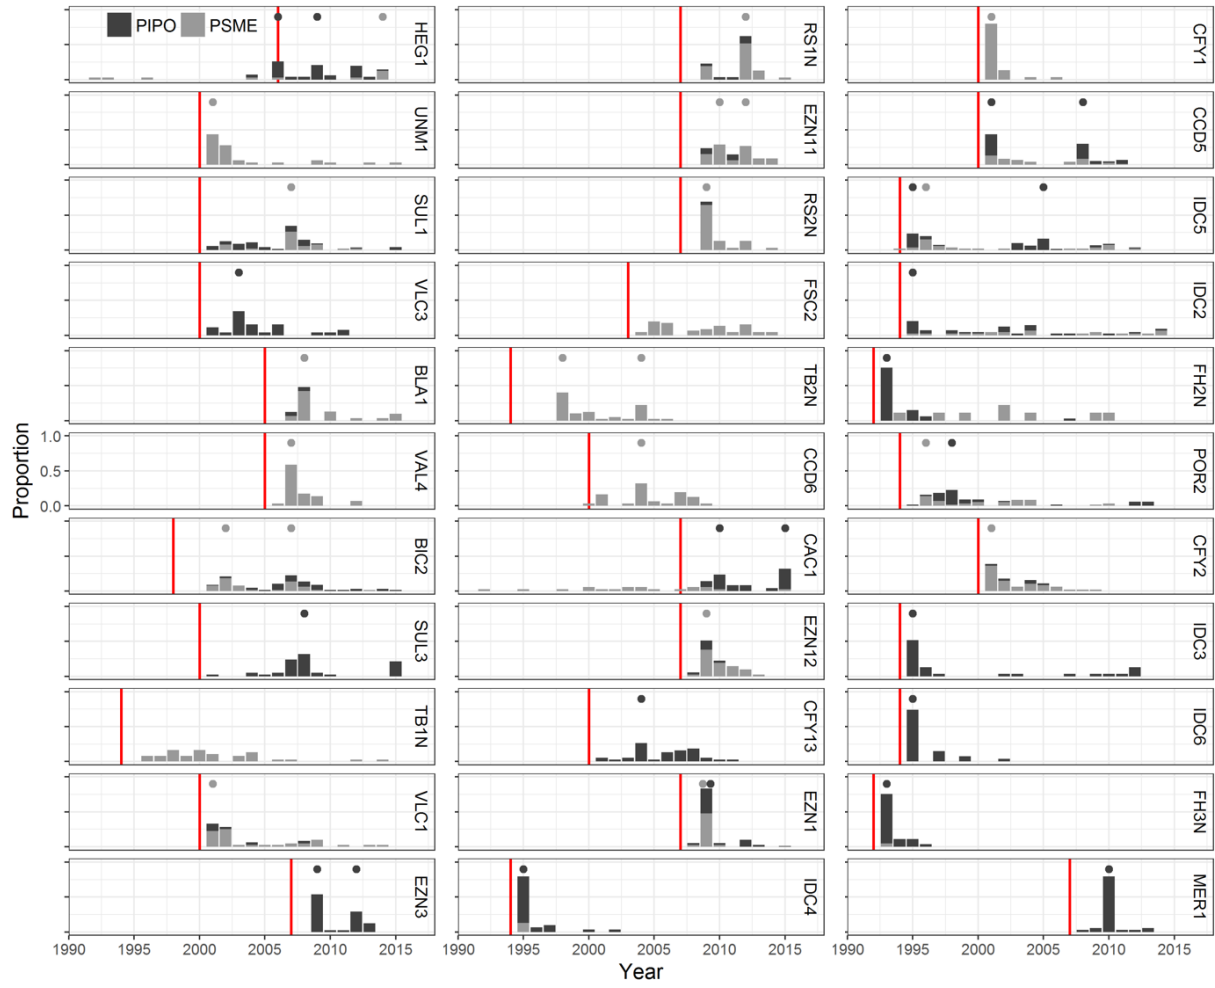 PIPO PSME
HEG1
RS1N
CFY1
UNM1
EZN11
CCD5
SUL1
RS2N
IDC5
VLC3
FSC2
IDC2
BLA1
TB2N
FH2N
1.0
0.5
0.0
VAL4
CCD6
POR2
Proportion
BIC2
CAC1
CFY2
SUL3
EZN12
IDC3
TB1N
CFY13
IDC6
VLC1
EZN1
FH3N
EZN3
IDC4
MER1
1990 1995 2000 2005 2010 2015 1990 1995 2000 2005 2010 2015 1990 1995 2000 2005 2010 2015
Year